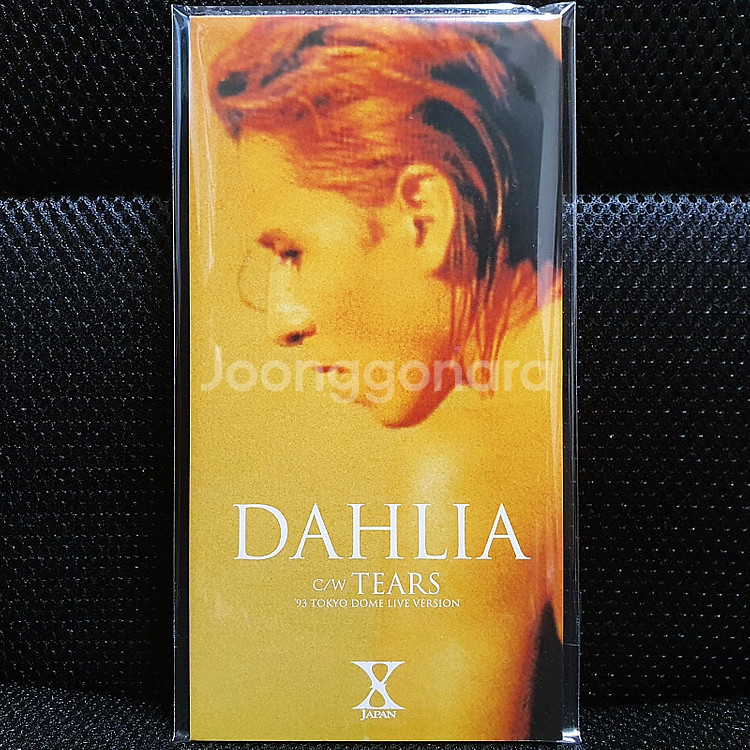 Joonggonara
DAHLIA
C/W TEARS
'93 TOKYO DOME LIVE VERSION
X
JAPAN